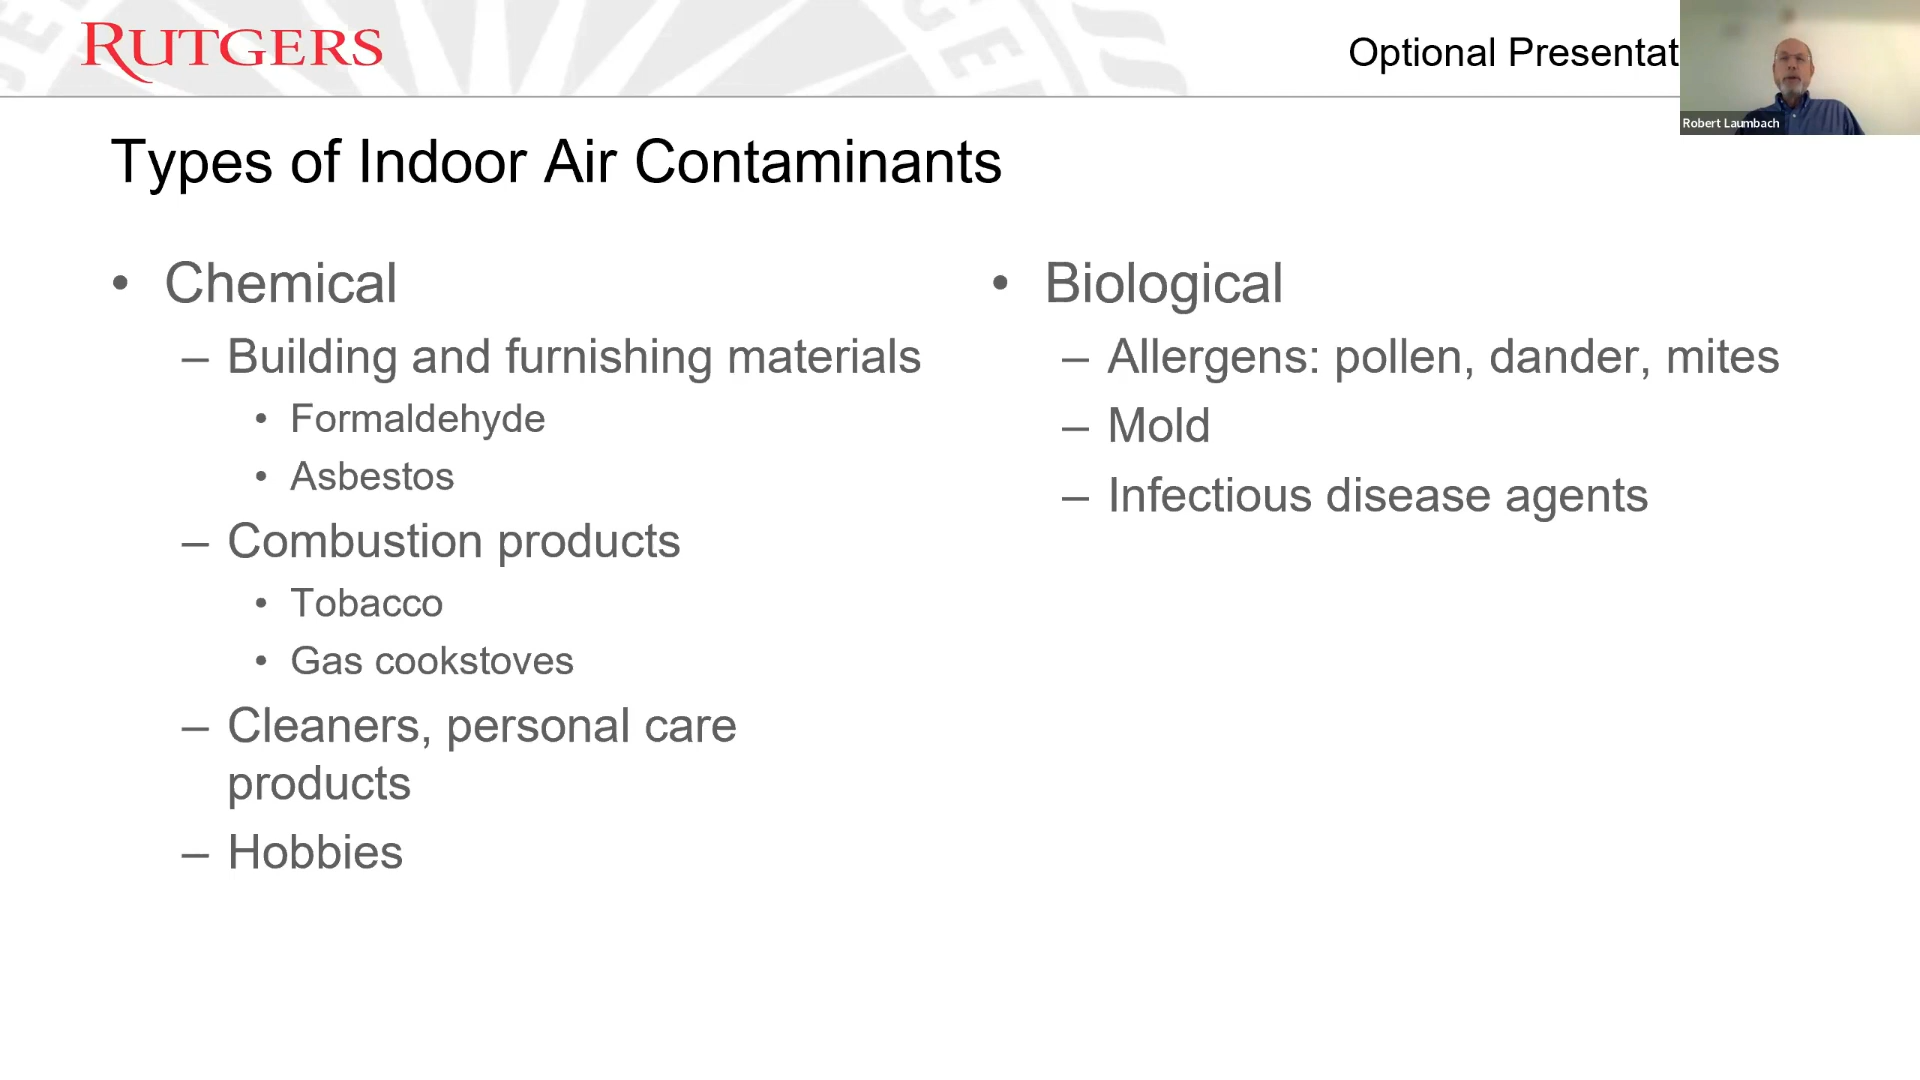 RUTGERS
Optional Presentat
Robert Laumbach
Types of Indoor Air Contaminants
• Chemical
– Building and furnishing materials
• Formaldehyde
• Asbestos
– Combustion products
• Tobacco
• Gas cookstoves
– Cleaners, personal care
products
– Hobbies
• Biological
– Allergens: pollen, dander, mites
– Mold
– Infectious disease agents